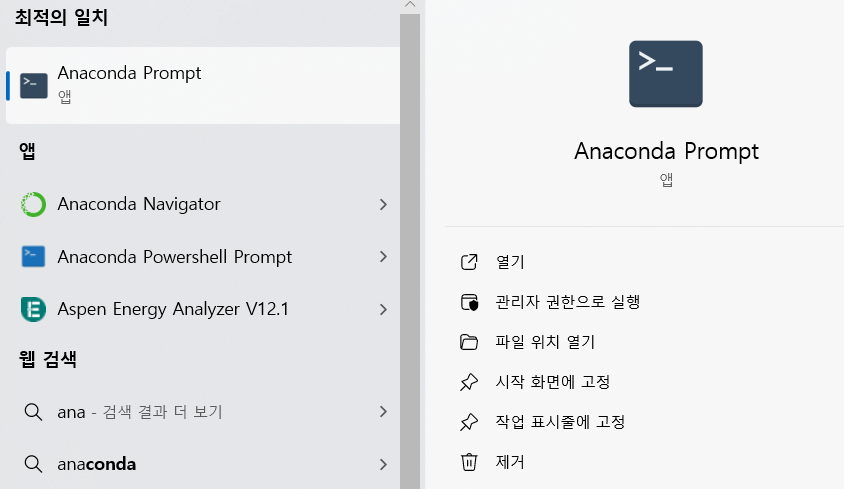 최적의 일치
Anaconda Prompt
앱
앱
Anaconda Navigator
Anaconda Powershell Prompt
Aspen Energy Analyzer V12.1
웹 검색
ana - 검색 결과 더 보기
anaconda
Anaconda Prompt
앱
열기
관리자 권한으로 실행
파일 위치 열기
시작 화면에 고정
작업 표시줄에 고정
제거